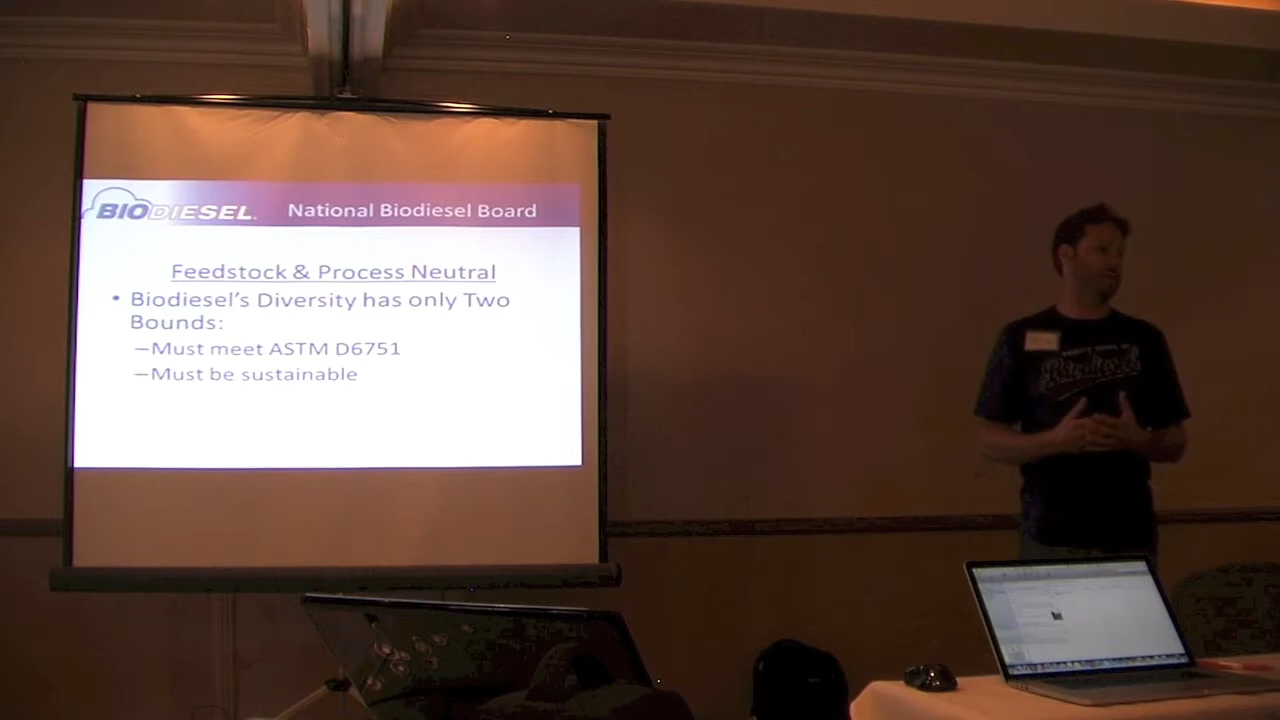 BIODIESEL.
National Biodiesel Board
Feedstock & Process Neutral
• Biodiesel's Diversity has only Two
Bounds:
–Must meet ASTM D6751
–Must be sustainable
Biodiesel